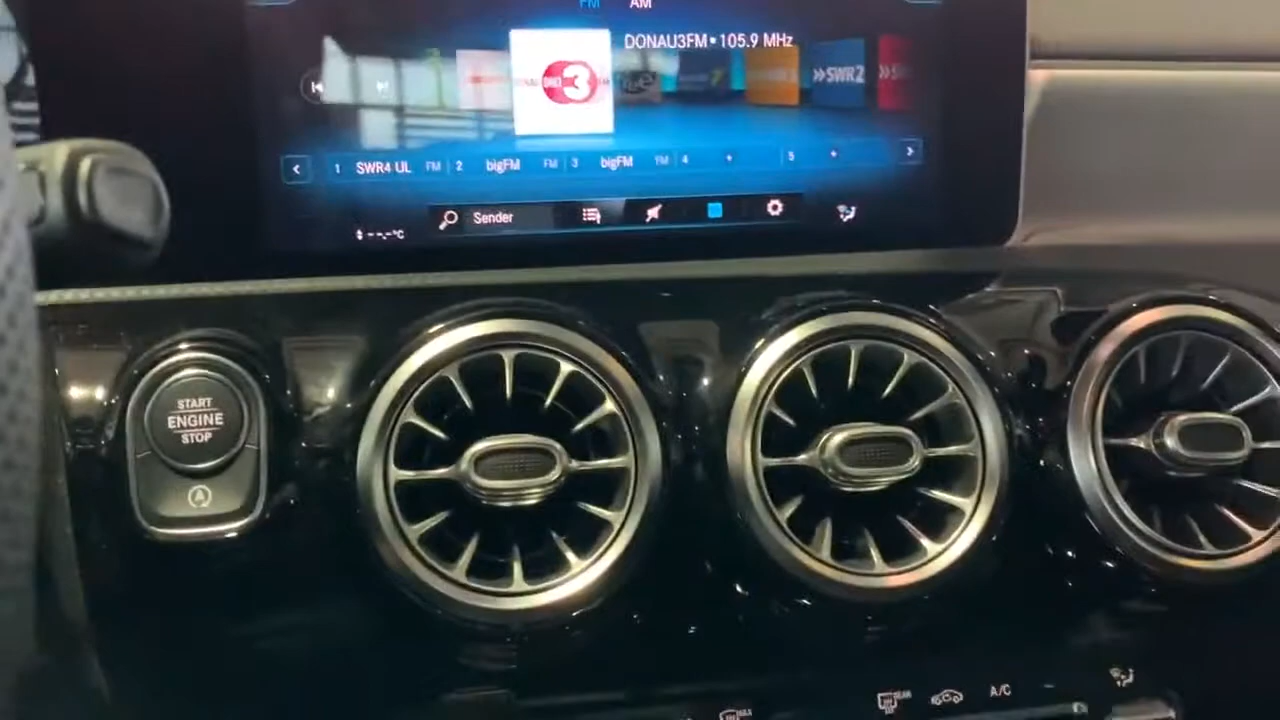 FM AM
DONAU3FM • 105.9 MHz
3
»SWR2
1 SWR4 UL FM 2 bigFM FM 3 bigFM FM 4 + 5 +
Sender
--,-°C
START
ENGINE
STOP
A
A/C